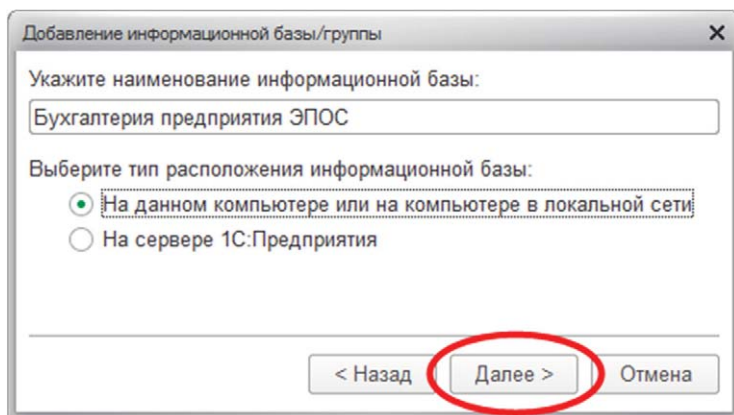 Добавление информационной базы/группы
Укажите наименование информационной базы:
Бухгалтерия предприятия ЭПОС
Выберите тип расположения информационной базы:
На данном компьютере или на компьютере в локальной сети
На сервере 1С:Предприятия
< Назад Далее > Отмена